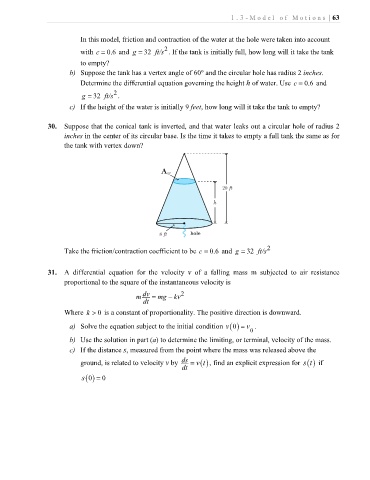 1.3-Model of Motions | 63
In this model, friction and contraction of the water at the hole were taken into account
with c = 0.6 and g = 32 ft/s². If the tank is initially full, how long will it take the tank
to empty?
b) Suppose the tank has a vertex angle of 60° and the circular hole has radius 2 inches.
Determine the differential equation governing the height h of water. Use c = 0.6 and
g = 32 ft/s².
c) If the height of the water is initially 9 feet, how long will it take the tank to empty?
30. Suppose that the conical tank is inverted, and that water leaks out a circular hole of radius 2
inches in the center of its circular base. Is the time it takes to empty a full tank the same as for
the tank with vertex down?
A_w
20 ft
h
8 ft
hole
Take the friction/contraction coefficient to be c = 0.6 and g = 32 ft/s²
31. A differential equation for the velocity v of a falling mass m subjected to air resistance
proportional to the square of the instantaneous velocity is
m dv/dt = mg − kv²
Where k > 0 is a constant of proportionality. The positive direction is downward.
a) Solve the equation subject to the initial condition v(0) = v₀.
b) Use the solution in part (a) to determine the limiting, or terminal, velocity of the mass.
c) If the distance s, measured from the point where the mass was released above the
ground, is related to velocity v by ds/dt = v(t), find an explicit expression for s(t) if
s(0) = 0